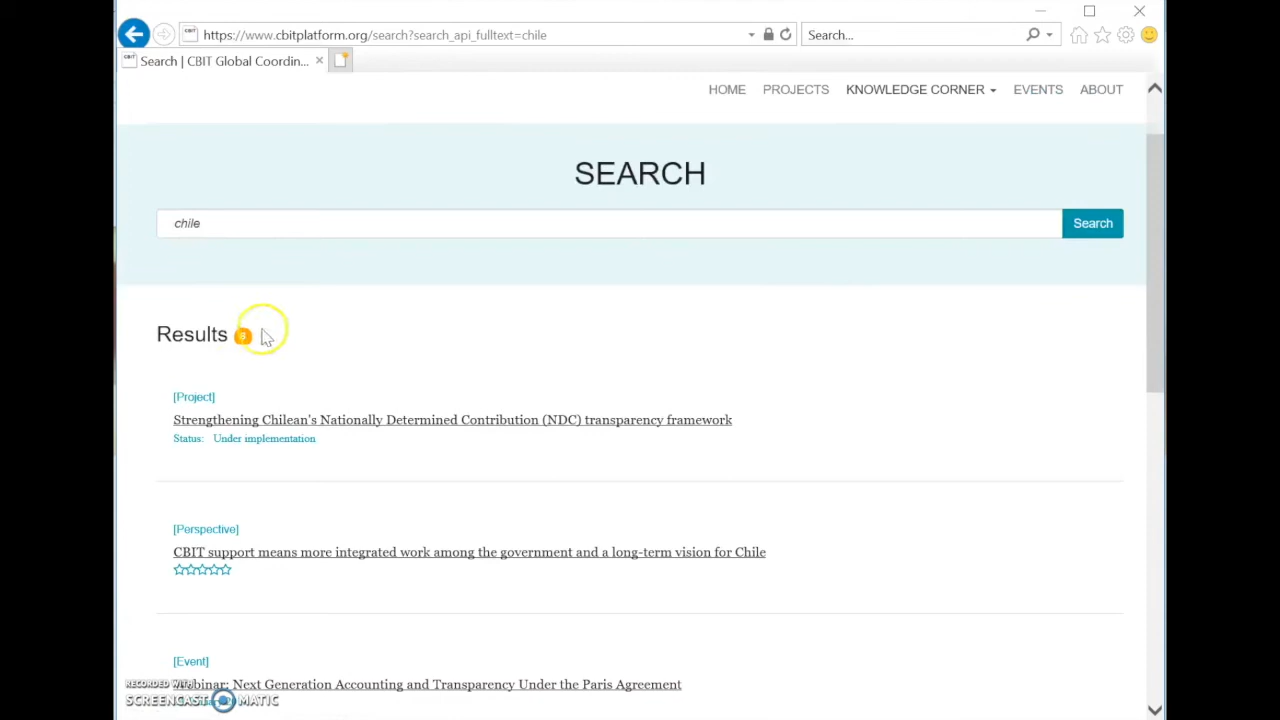 https://www.cbitplatform.org/search?search_api_fulltext=chile
Search...
Search | CBIT Global Coordin...
HOME PROJECTS KNOWLEDGE CORNER EVENTS ABOUT
SEARCH
chile
Search
Results
[Project]
Strengthening Chilean's Nationally Determined Contribution (NDC) transparency framework
Status: Under implementation
[Perspective]
CBIT support means more integrated work among the government and a long-term vision for Chile
[Event]
Webinar: Next Generation Accounting and Transparency Under the Paris Agreement
RECORDED WITH
SCREENCAST MATIC